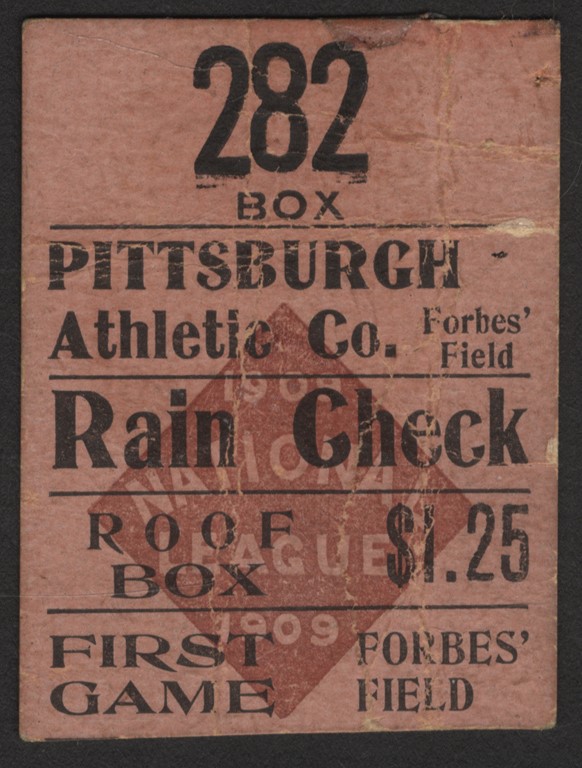 282
BOX
PITTSBURGH
Athletic Co. Forbes'
Field
1909
Rain Check
NATIONAL
ROOF $1.25
LEAGUE
BOX
1909
FIRST FORBES'
GAME FIELD